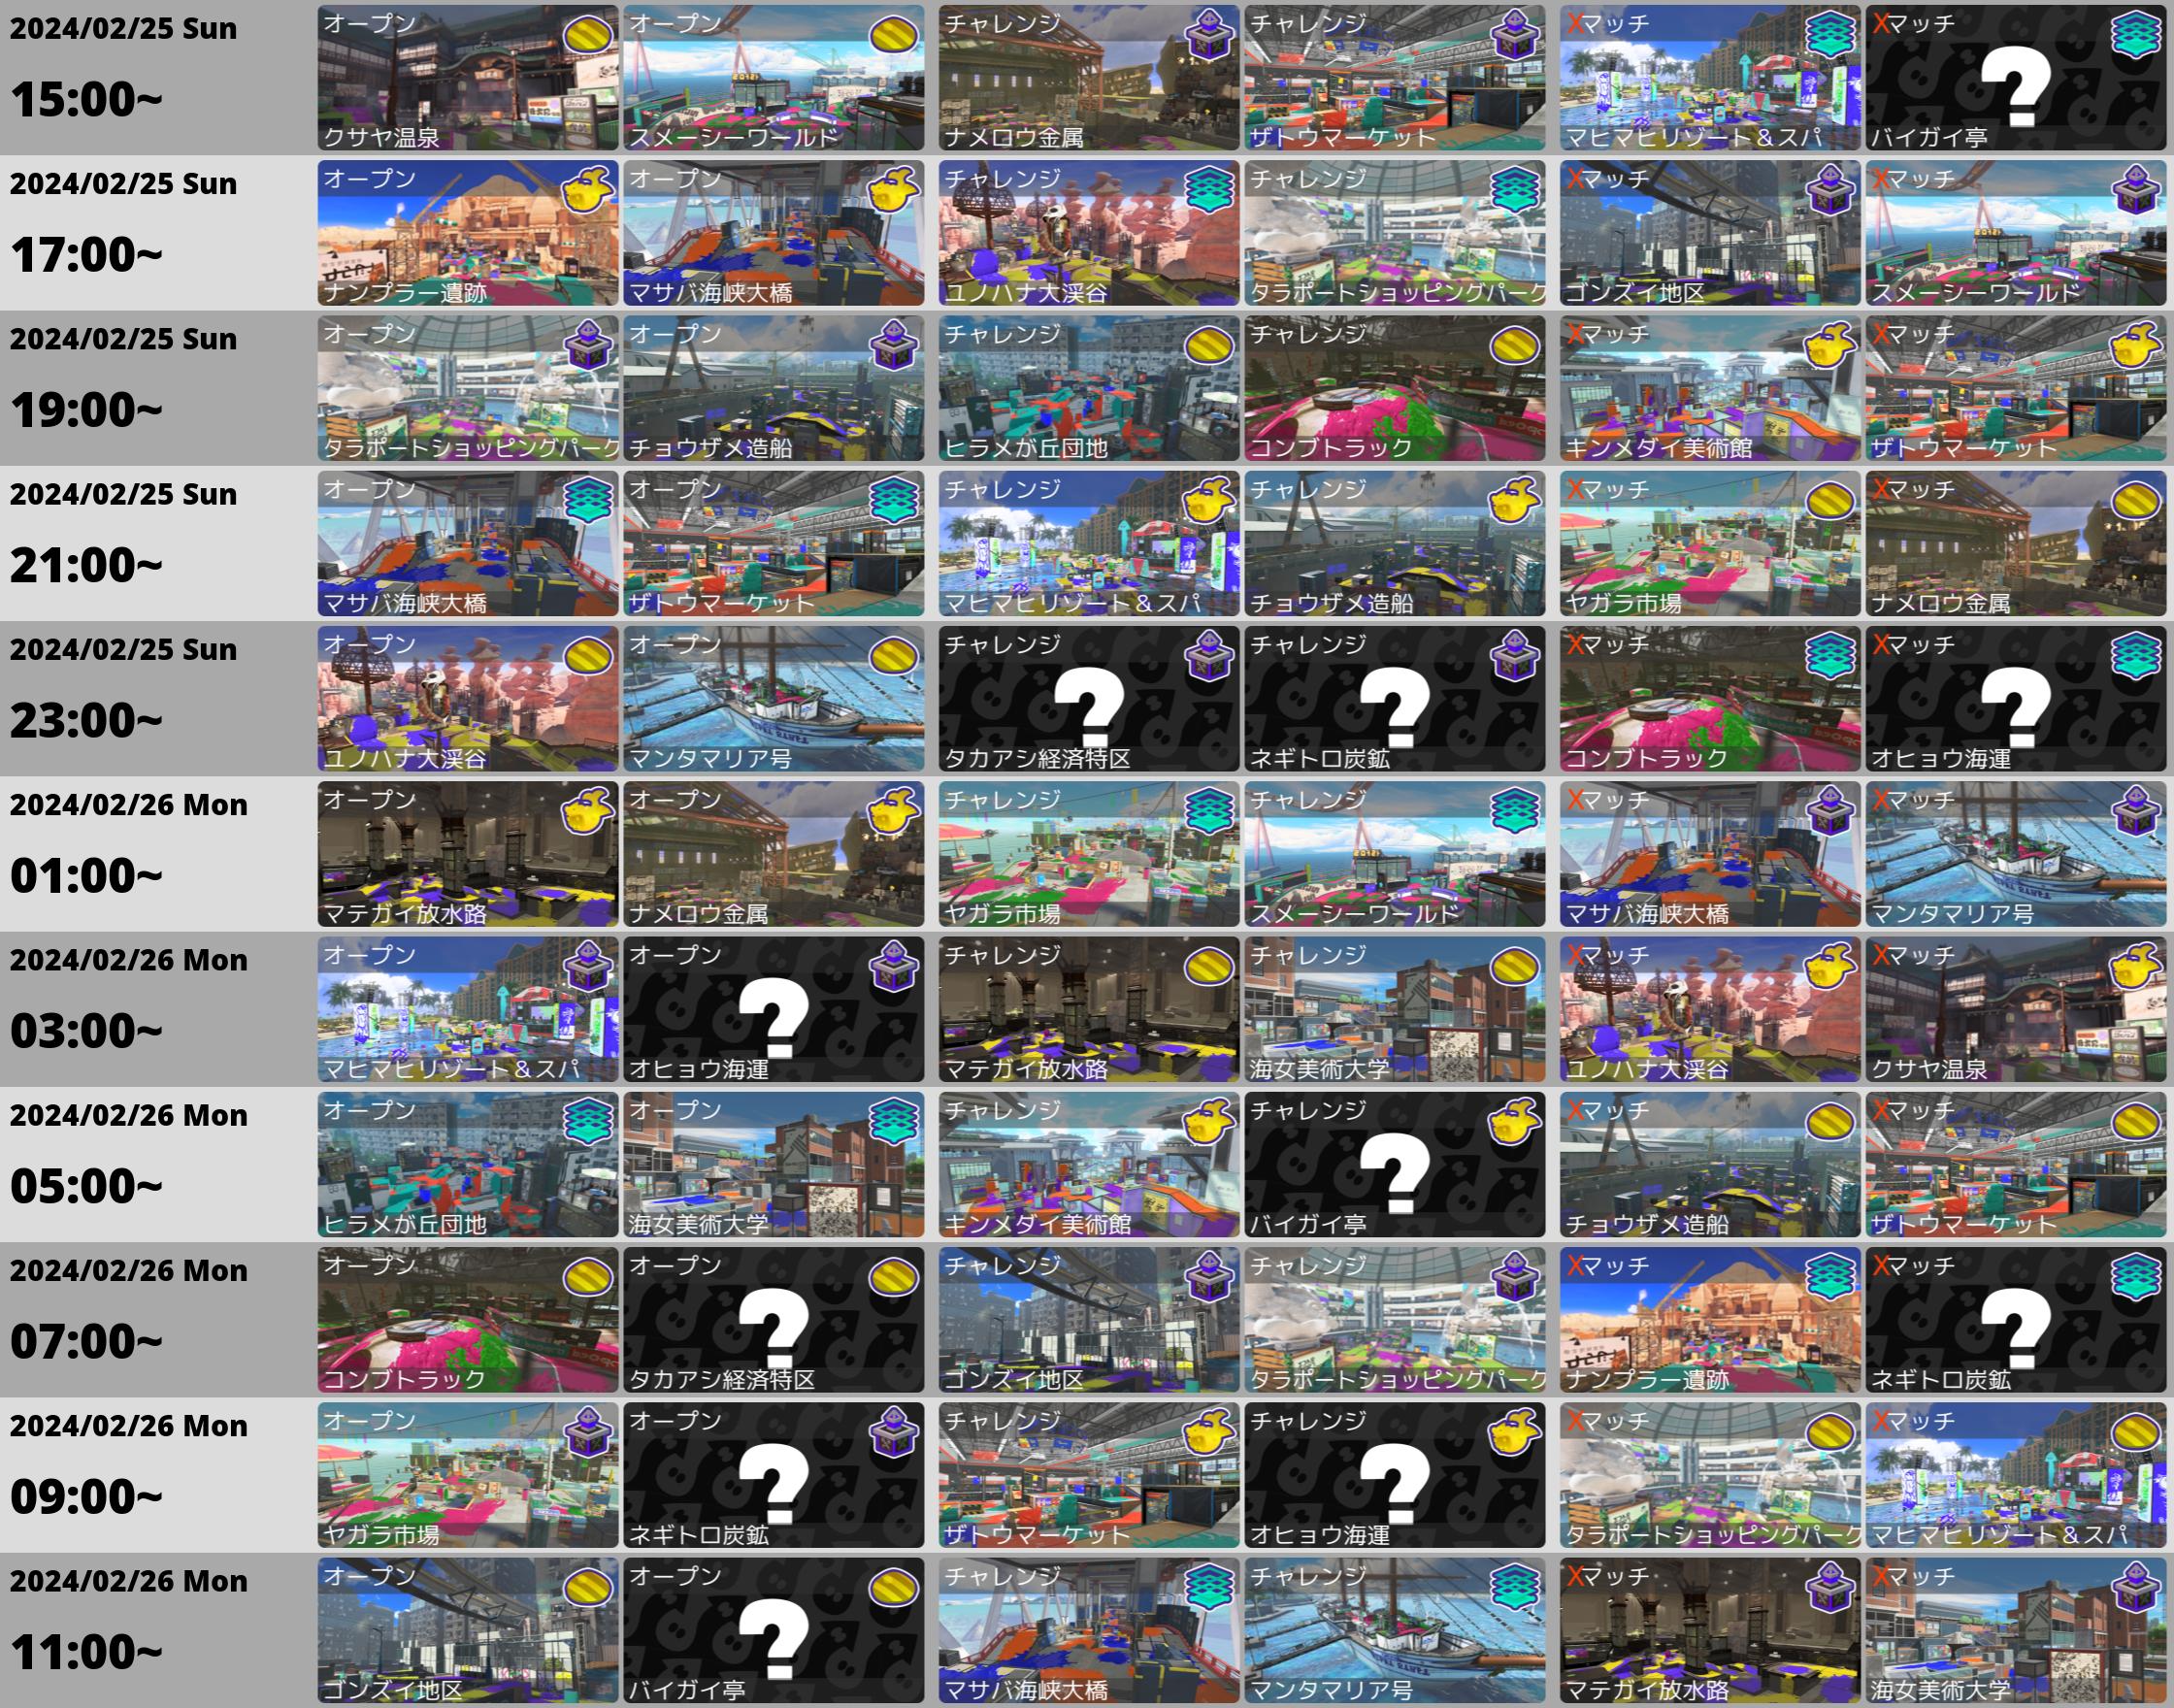 2024/02/25 Sun
15:00~
オープン
クサヤ温泉
オープン
スメーシーワールド
チャレンジ
ナメロウ金属
チャレンジ
ザトウマーケット
Xマッチ
マヒマヒリゾート&スパ
Xマッチ
?
バイガイ亭
2024/02/25 Sun
17:00~
オープン
ナンプラー遺跡
オープン
マサバ海峡大橋
チャレンジ
ユノハナ大渓谷
チャレンジ
タラポートショッピングパーク
Xマッチ
ゴンズイ地区
Xマッチ
スメーシーワールド
2024/02/25 Sun
19:00~
オープン
タラポートショッピングパーク
オープン
チョウザメ造船
チャレンジ
ヒラメが丘団地
チャレンジ
コンブトラック
Xマッチ
キンメダイ美術館
Xマッチ
ザトウマーケット
2024/02/25 Sun
21:00~
オープン
マサバ海峡大橋
オープン
ザトウマーケット
チャレンジ
マヒマヒリゾート&スパ
チャレンジ
チョウザメ造船
Xマッチ
ヤガラ市場
Xマッチ
ナメロウ金属
2024/02/25 Sun
23:00~
オープン
ユノハナ大渓谷
オープン
マンタマリア号
チャレンジ
?
タカアシ経済特区
チャレンジ
?
ネギトロ炭鉱
Xマッチ
コンブトラック
Xマッチ
?
オヒョウ海運
2024/02/26 Mon
01:00~
オープン
マテガイ放水路
オープン
ナメロウ金属
チャレンジ
ヤガラ市場
チャレンジ
スメーシーワールド
Xマッチ
マサバ海峡大橋
Xマッチ
マンタマリア号
2024/02/26 Mon
03:00~
オープン
マヒマヒリゾート&スパ
オープン
?
オヒョウ海運
チャレンジ
マテガイ放水路
チャレンジ
海女美術大学
Xマッチ
ユノハナ大渓谷
Xマッチ
クサヤ温泉
2024/02/26 Mon
05:00~
オープン
ヒラメが丘団地
オープン
海女美術大学
チャレンジ
キンメダイ美術館
チャレンジ
?
バイガイ亭
Xマッチ
チョウザメ造船
Xマッチ
ザトウマーケット
2024/02/26 Mon
07:00~
オープン
コンブトラック
オープン
?
タカアシ経済特区
チャレンジ
ゴンズイ地区
チャレンジ
タラポートショッピングパーク
Xマッチ
ナンプラー遺跡
Xマッチ
?
ネギトロ炭鉱
2024/02/26 Mon
09:00~
オープン
ヤガラ市場
オープン
?
ネギトロ炭鉱
チャレンジ
ザトウマーケット
チャレンジ
?
オヒョウ海運
Xマッチ
タラポートショッピングパーク
Xマッチ
マヒマヒリゾート&スパ
2024/02/26 Mon
11:00~
オープン
ゴンズイ地区
オープン
?
バイガイ亭
チャレンジ
マサバ海峡大橋
チャレンジ
マンタマリア号
Xマッチ
マテガイ放水路
Xマッチ
海女美術大学